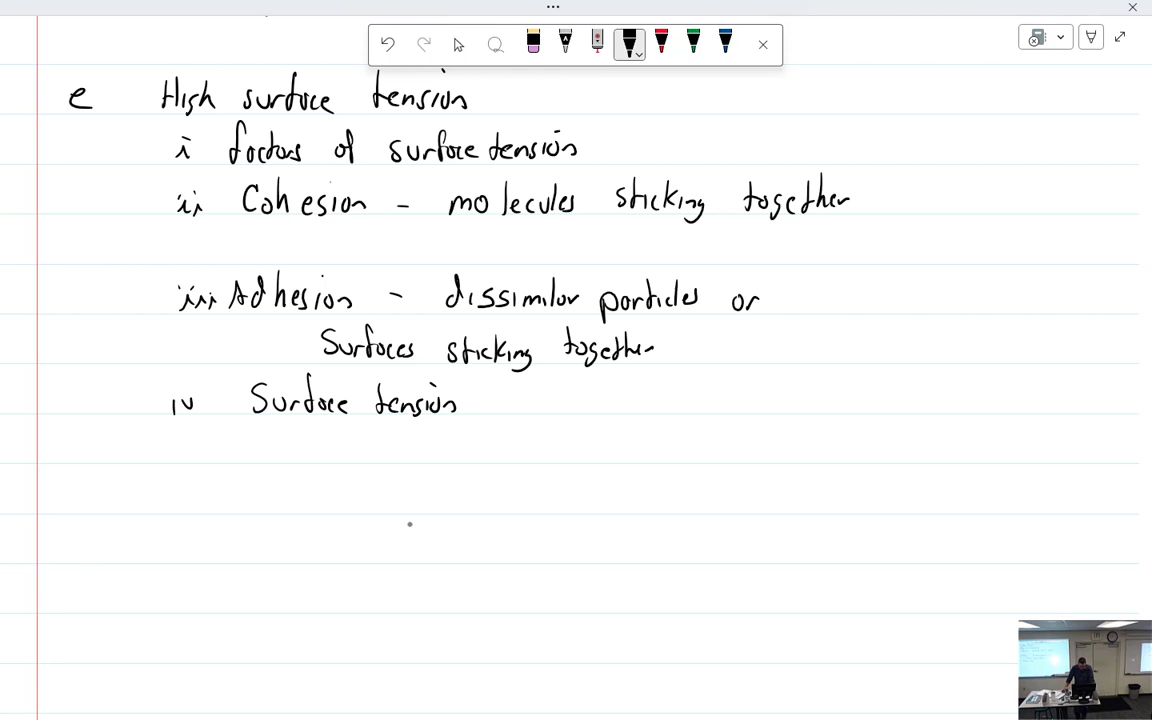 e High surface tension
i factors of surface tension
ii Cohesion - molecules sticking together
iii Adhesion - dissimilar particles or
Surfaces sticking together
iv Surface tension